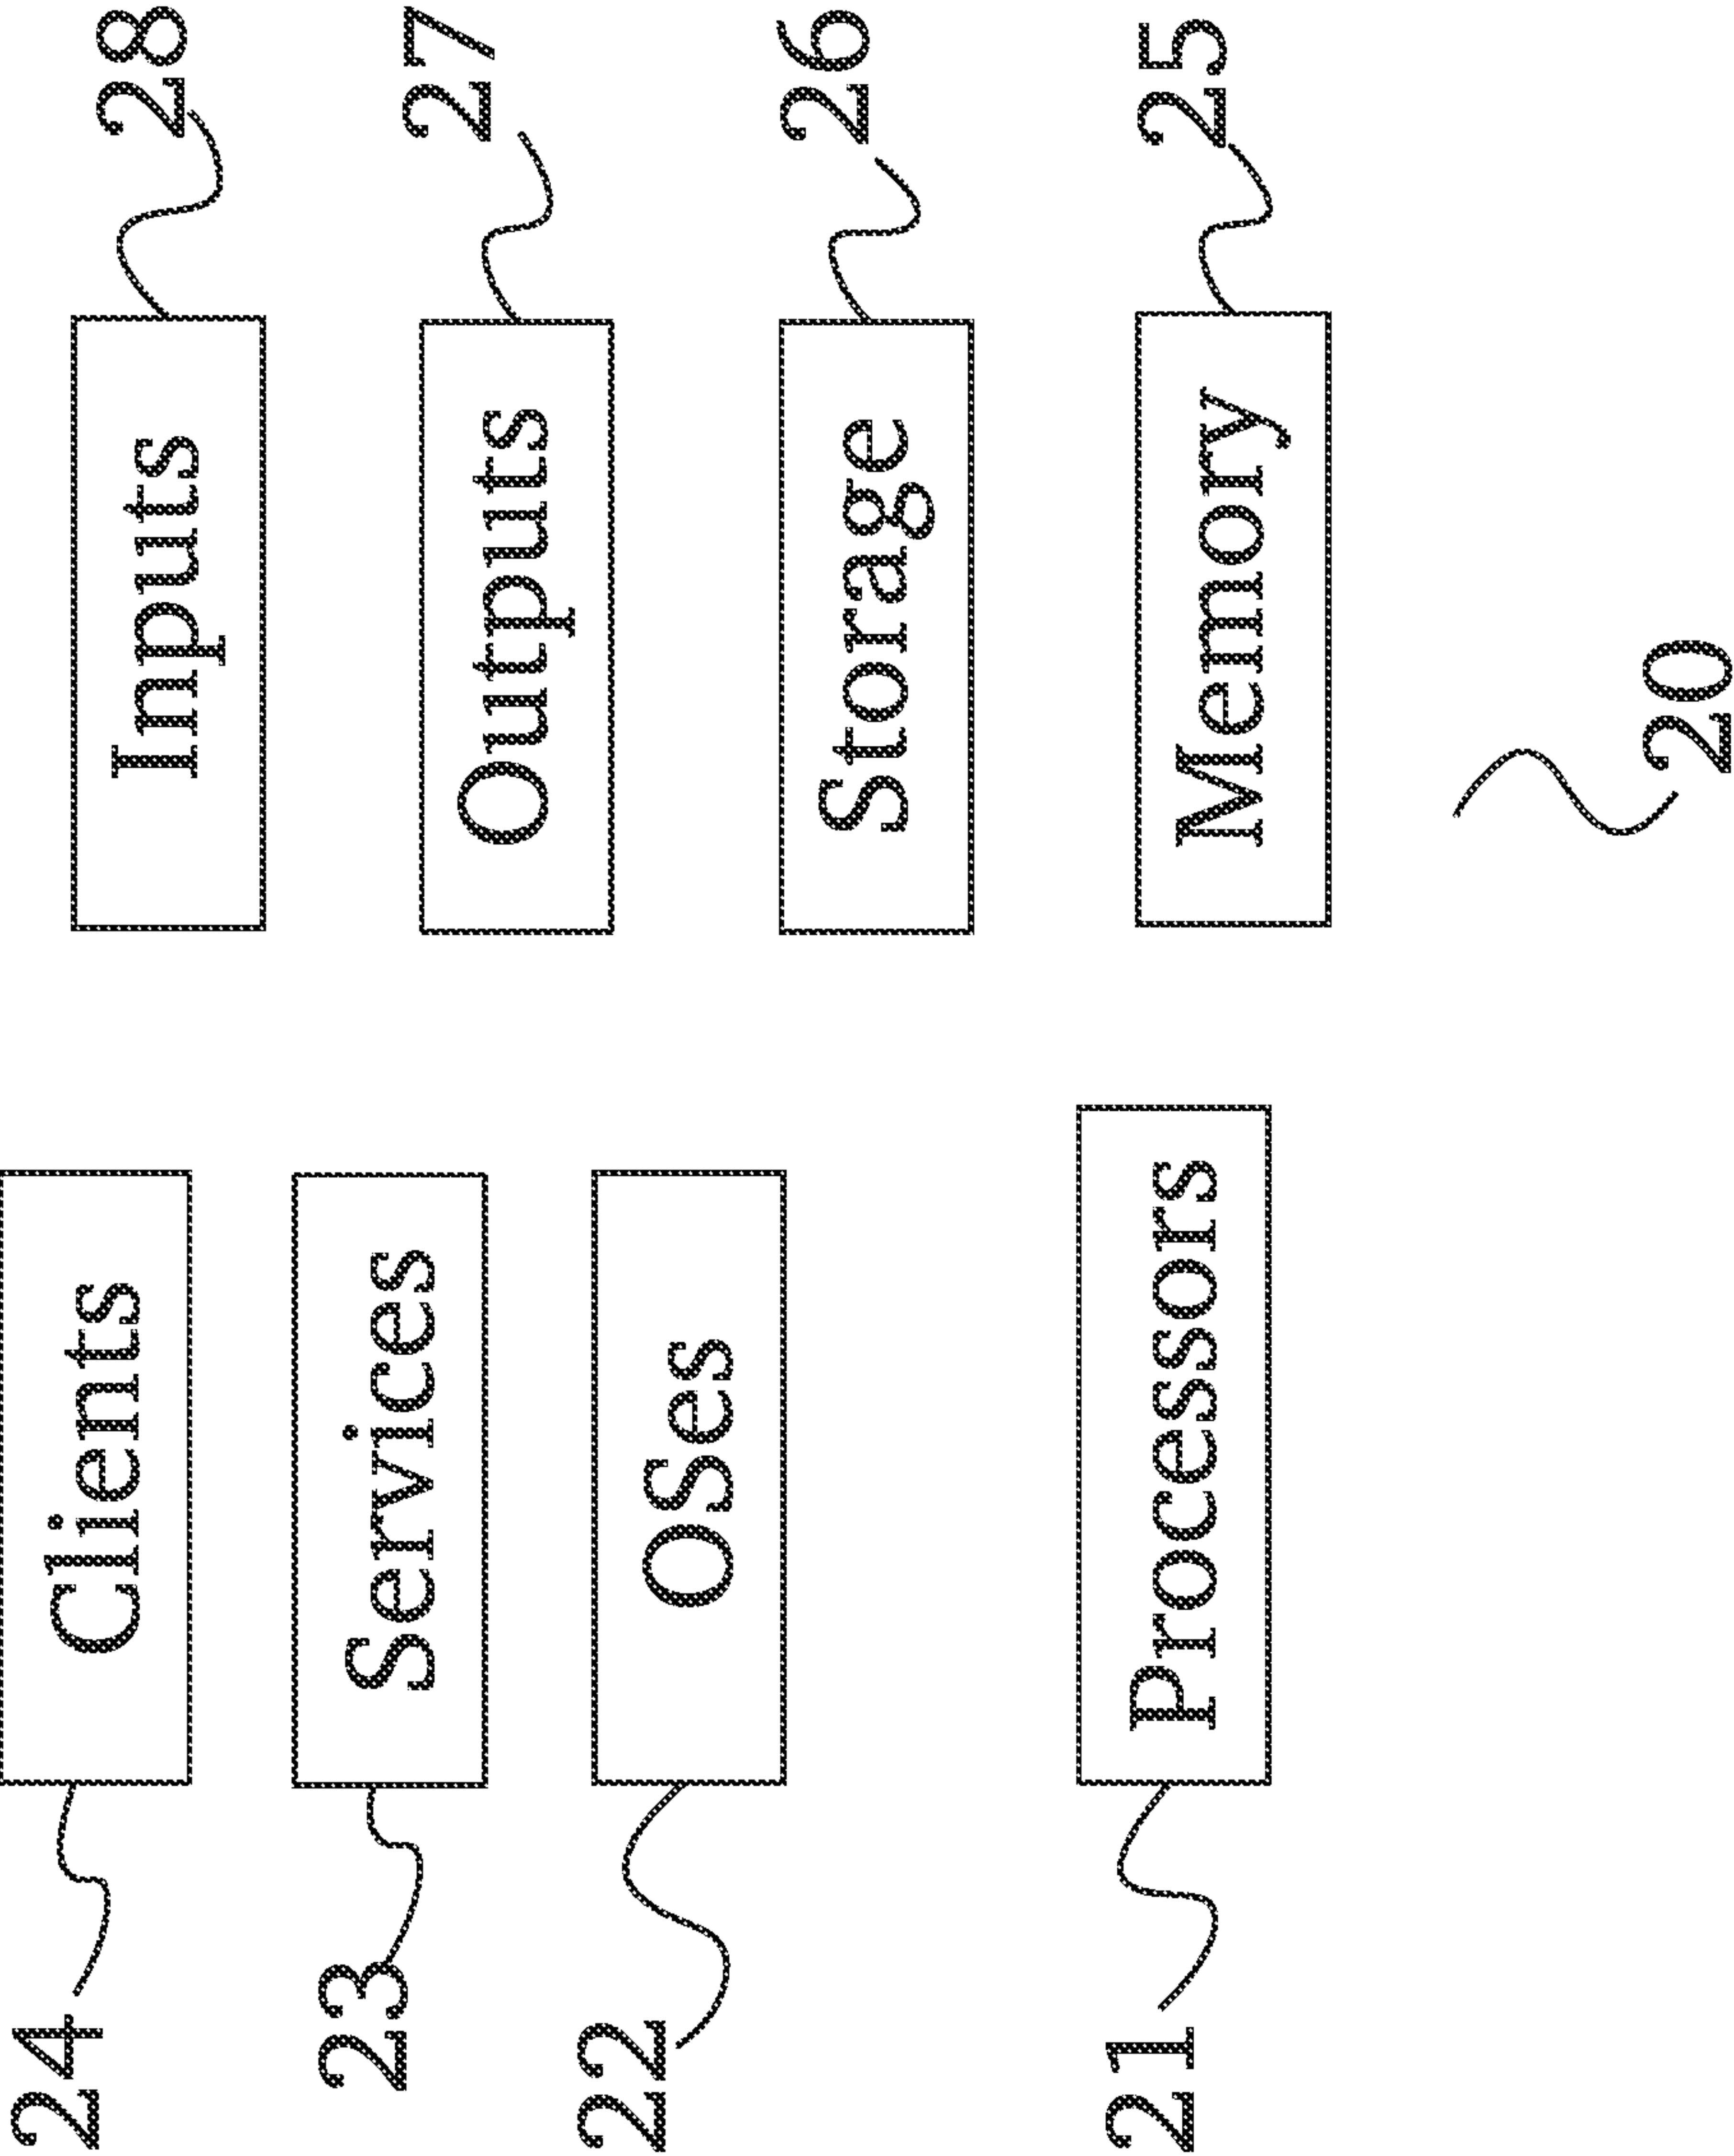 24
Clients
Inputs
28
23
Services
Outputs
27
22
OSes
Storage
26
21
Processors
Memory
25
20